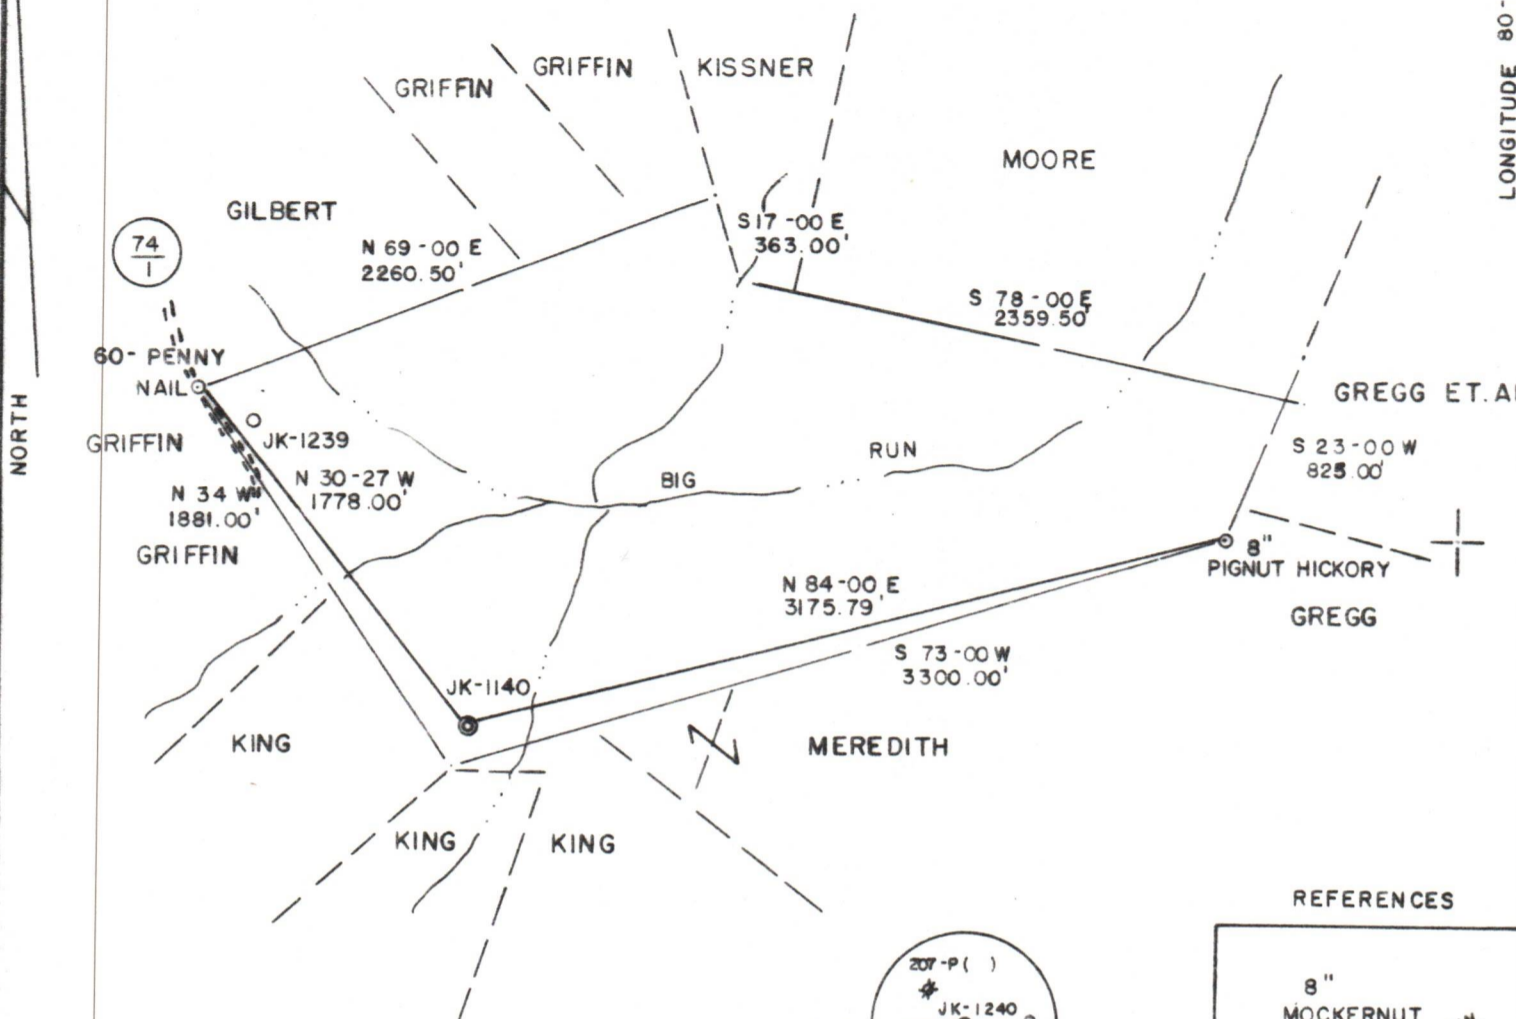 LONGITUDE 80-
GRIFFIN
GRIFFIN
KISSNER
MOORE
GILBERT
74
1
N 69-00 E
2260.50'
S 17-00 E
363.00'
S 78-00 E
2359.50'
60-PENNY
NAIL
NORTH
GRIFFIN
JK-1239
N 30-27 W
1778.00'
N 34 W
1881.00'
GRIFFIN
BIG
RUN
GREGG ET.
S 23-00 W
825.00'
8"
PIGNUT HICKORY
GREGG
N 84-00 E
3175.79'
S 73-00 W
3300.00'
JK-1140
KING
MEREDITH
KING
KING
REFERENCES
207-P( )
JK-1240
8"
MOCKERNUT